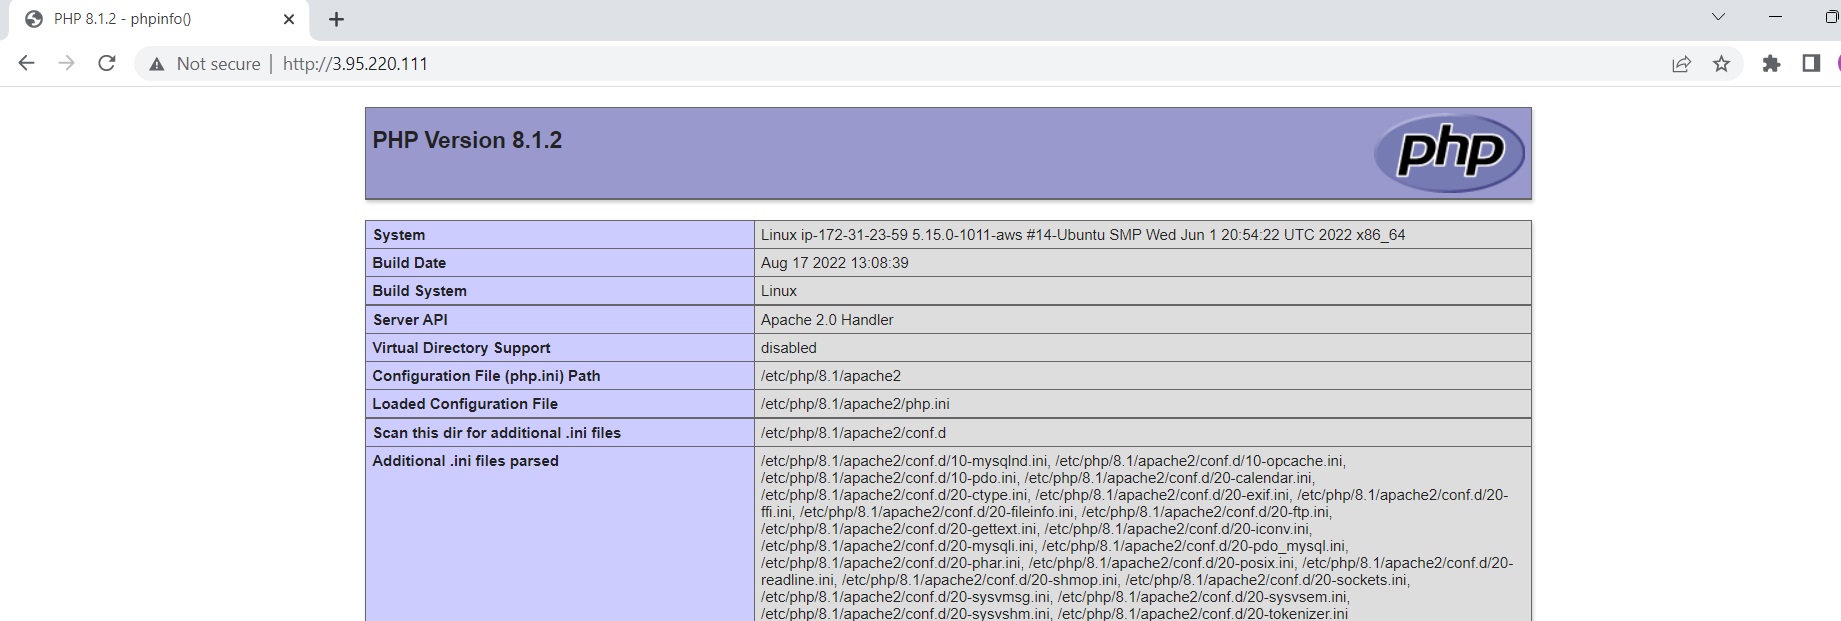 PHP 8.1.2 - phpinfo()
Not secure | http://3.95.220.111
PHP Version 8.1.2
php
System Linux ip-172-31-23-59 5.15.0-1011-aws #14-Ubuntu SMP Wed Jun 1 20:54:22 UTC 2022 x86_64
Build Date Aug 17 2022 13:08:39
Build System Linux
Server API Apache 2.0 Handler
Virtual Directory Support disabled
Configuration File (php.ini) Path /etc/php/8.1/apache2
Loaded Configuration File /etc/php/8.1/apache2/php.ini
Scan this dir for additional .ini files /etc/php/8.1/apache2/conf.d
Additional .ini files parsed /etc/php/8.1/apache2/conf.d/10-mysqlnd.ini, /etc/php/8.1/apache2/conf.d/10-opcache.ini,
/etc/php/8.1/apache2/conf.d/10-pdo.ini, /etc/php/8.1/apache2/conf.d/20-calendar.ini,
/etc/php/8.1/apache2/conf.d/20-ctype.ini, /etc/php/8.1/apache2/conf.d/20-exif.ini, /etc/php/8.1/apache2/conf.d/20-
ffi.ini, /etc/php/8.1/apache2/conf.d/20-fileinfo.ini, /etc/php/8.1/apache2/conf.d/20-ftp.ini,
/etc/php/8.1/apache2/conf.d/20-gettext.ini, /etc/php/8.1/apache2/conf.d/20-iconv.ini,
/etc/php/8.1/apache2/conf.d/20-mysqli.ini, /etc/php/8.1/apache2/conf.d/20-pdo_mysql.ini,
/etc/php/8.1/apache2/conf.d/20-phar.ini, /etc/php/8.1/apache2/conf.d/20-posix.ini, /etc/php/8.1/apache2/conf.d/20-
readline.ini, /etc/php/8.1/apache2/conf.d/20-shmop.ini, /etc/php/8.1/apache2/conf.d/20-sockets.ini,
/etc/php/8.1/apache2/conf.d/20-sysvmsg.ini, /etc/php/8.1/apache2/conf.d/20-sysvsem.ini,
/etc/php/8.1/apache2/conf.d/20-sysvshm.ini, /etc/php/8.1/apache2/conf.d/20-tokenizer.ini